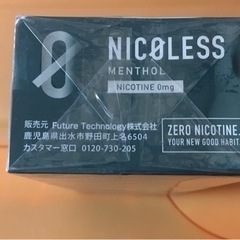 NICØLESS
MENTHOL
NICOTINE 0mg
販売元 Future Technology株式会社
鹿児島県出水市野田町上名6504
カスタマー窓口 0120-730-205
ZERO NICOTINE.
YOUR NEW GOOD HABIT